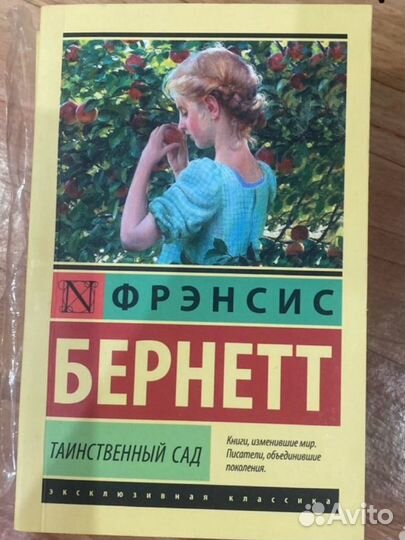 N ФРЭНСИС
БЕРНЕТТ
ТАИНСТВЕННЫЙ САД
Книги, изменившие мир.
Писатели, объединившие
поколения.
эксклюзивная классика
Avito